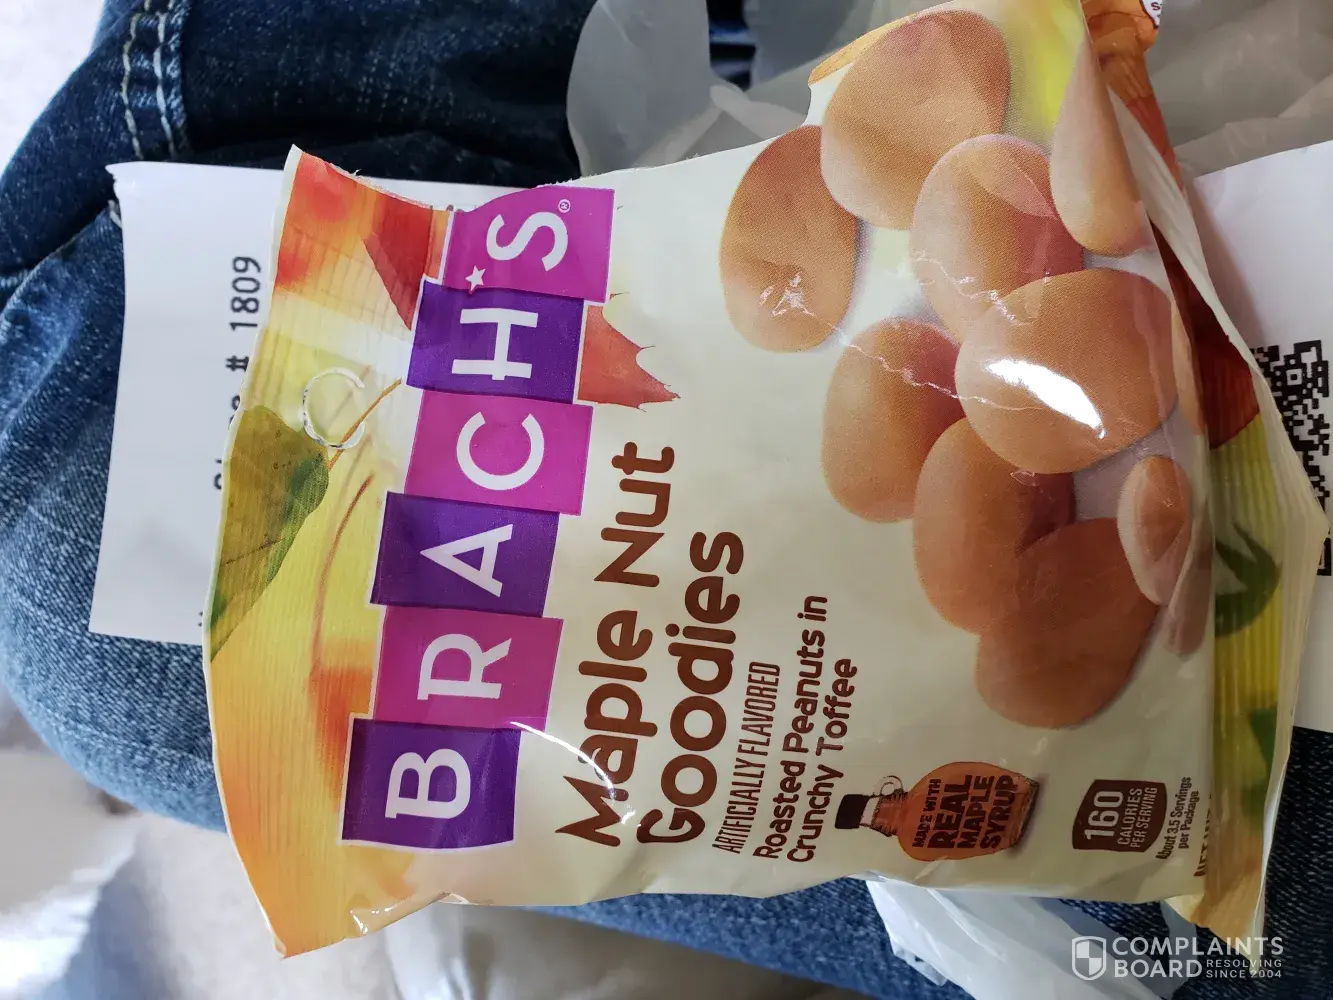 BRACH'S®
Maple Nut
Goodies
ARTIFICIALLY FLAVORED
Roasted Peanuts in
Crunchy Toffee
MADE WITH
REAL
MAPLE
SYRUP
160
CALORIES
PER SERVING
About 3.5 Servings
per Package
# 1809
COMPLAINTS
BOARD
RESOLVING
SINCE 2004